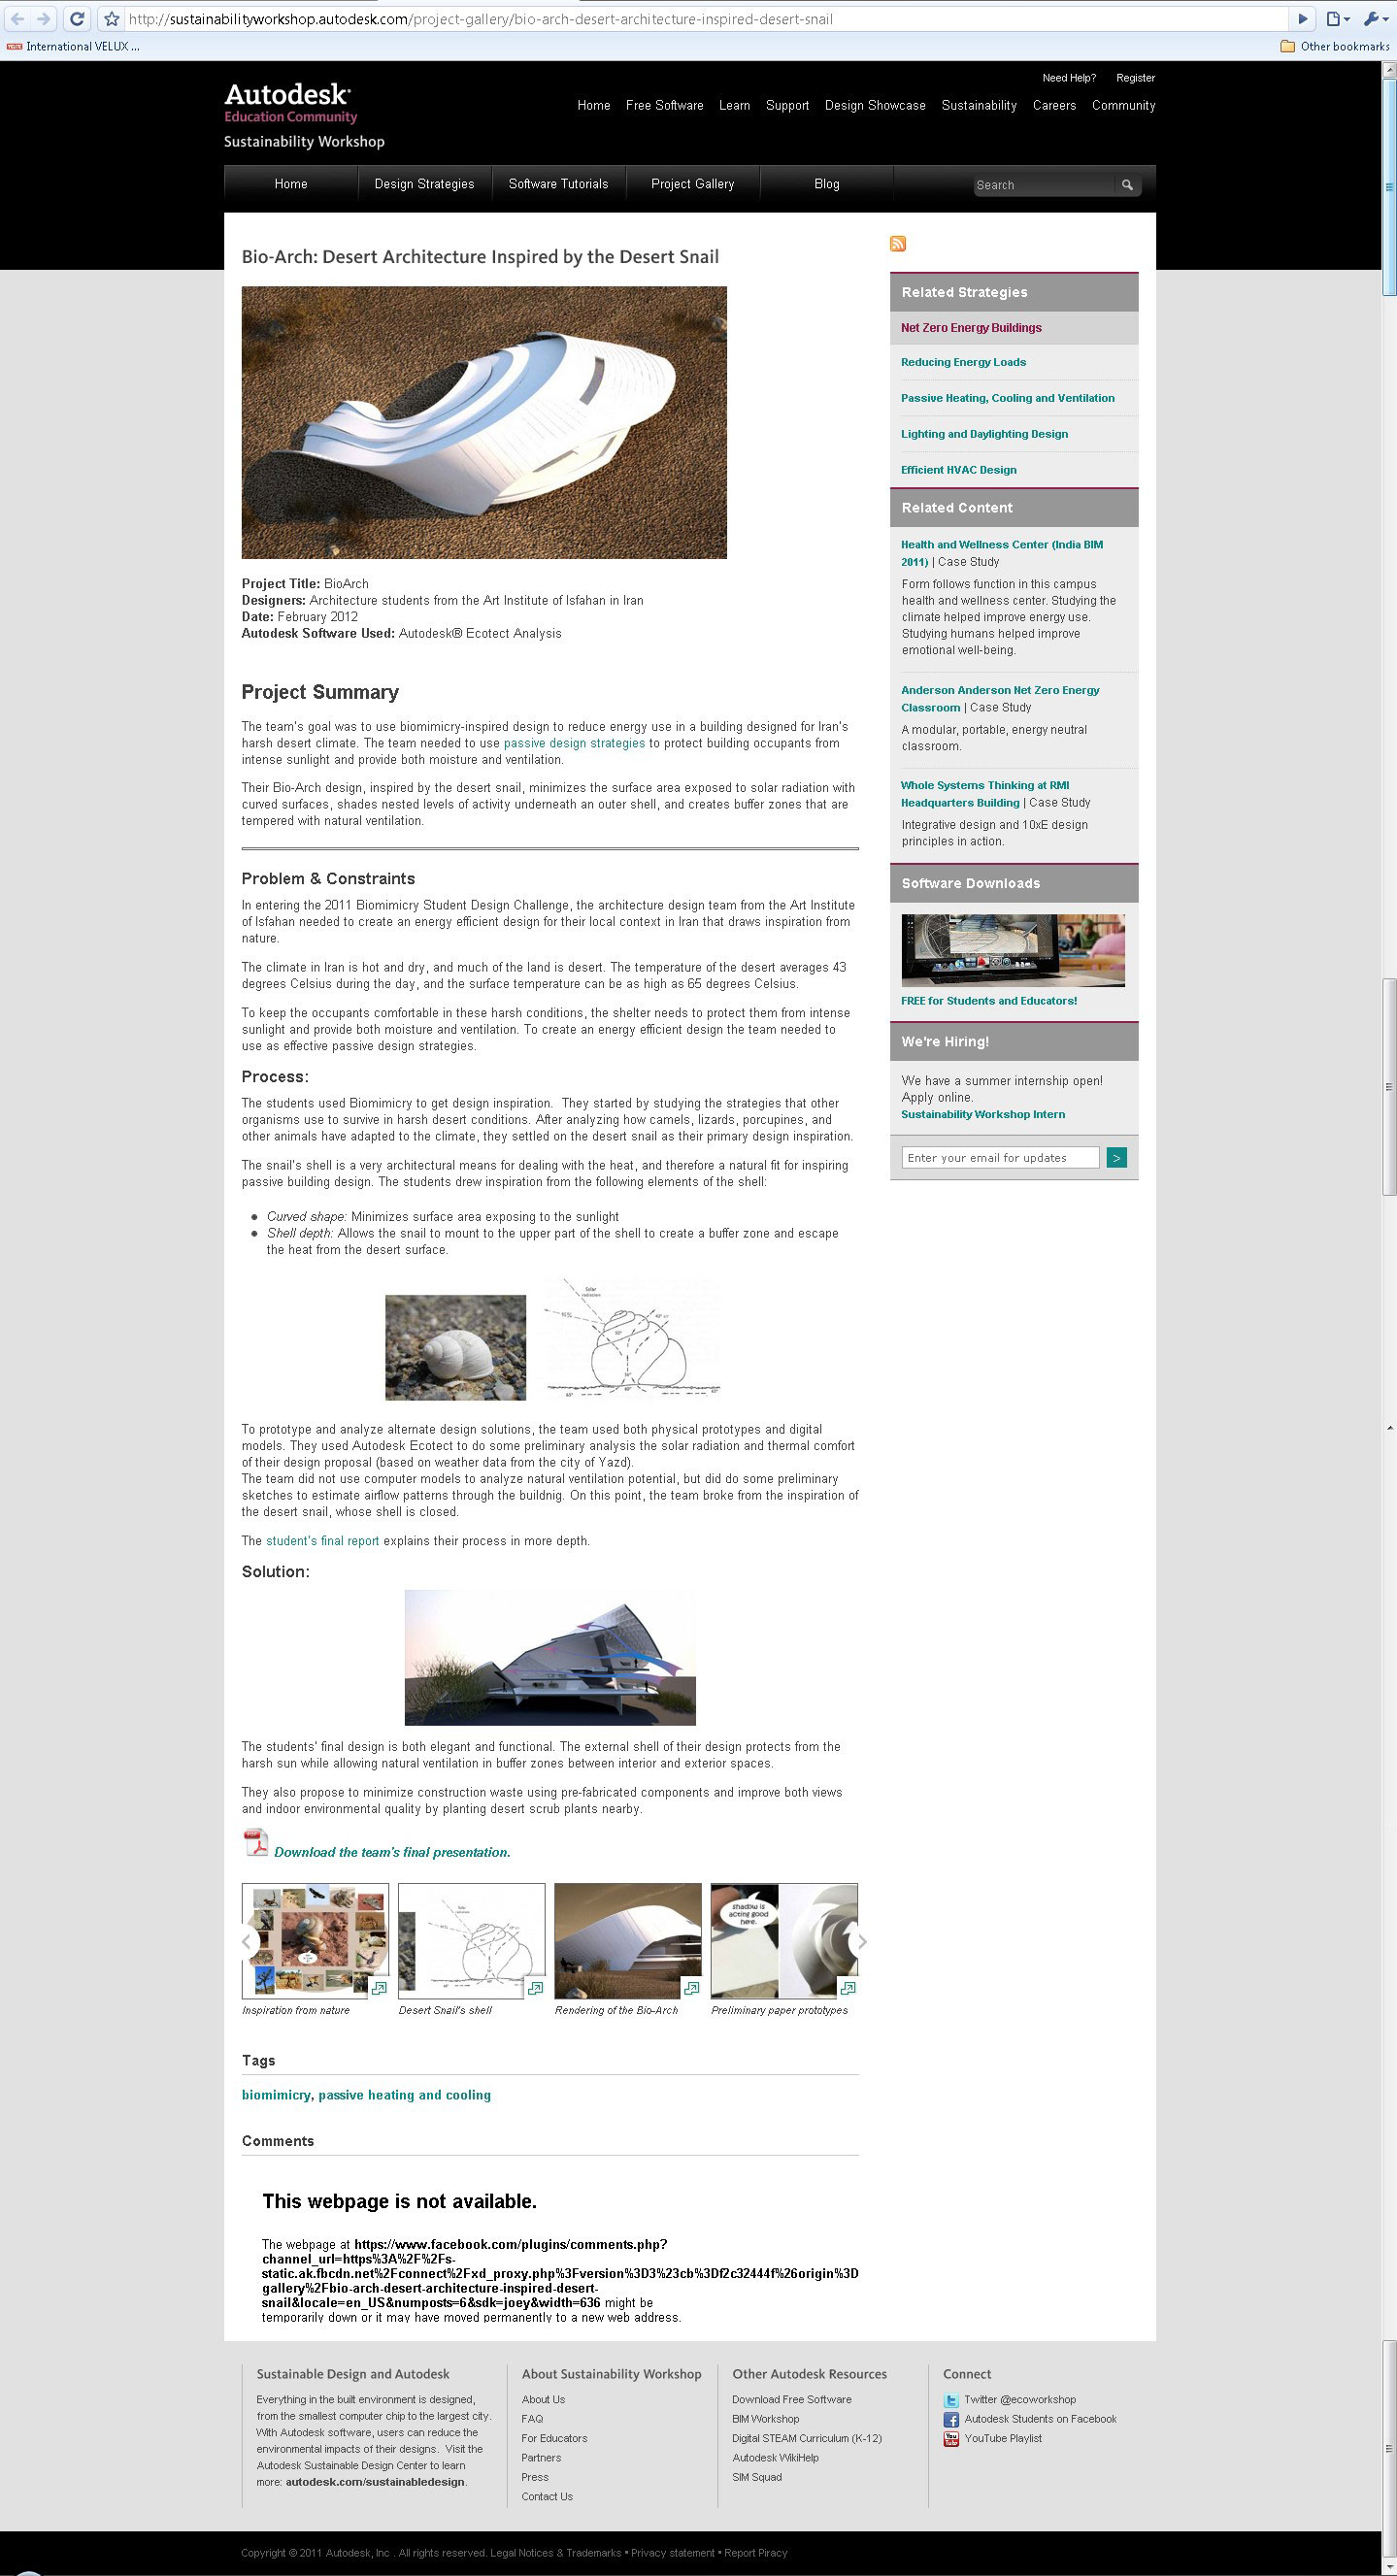 http://sustainabilityworkshop.autodesk.com/project-gallery/bio-arch-desert-architecture-inspired-desert-snail
International VELUX ...
Other bookmarks
Need Help? Register
Autodesk®
Education Community
Sustainability Workshop
Home Free Software Learn Support Design Showcase Sustainability Careers Community
Home Design Strategies Software Tutorials Project Gallery Blog Search
Bio-Arch: Desert Architecture Inspired by the Desert Snail
Project Title: BioArch
Designers: Architecture students from the Art Institute of Isfahan in Iran
Date: February 2012
Autodesk Software Used: Autodesk® Ecotect Analysis
Project Summary
The team's goal was to use biomimicry-inspired design to reduce energy use in a building designed for Iran's
harsh desert climate. The team needed to use passive design strategies to protect building occupants from
intense sunlight and provide both moisture and ventilation.
Their Bio-Arch design, inspired by the desert snail, minimizes the surface area exposed to solar radiation with
curved surfaces, shades nested levels of activity underneath an outer shell, and creates buffer zones that are
tempered with natural ventilation.
Problem & Constraints
In entering the 2011 Biomimicry Student Design Challenge, the architecture design team from the Art Institute
of Isfahan needed to create an energy efficient design for their local context in Iran that draws inspiration from
nature.
The climate in Iran is hot and dry, and much of the land is desert. The temperature of the desert averages 43
degrees Celsius during the day, and the surface temperature can be as high as 65 degrees Celsius.
To keep the occupants comfortable in these harsh conditions, the shelter needs to protect them from intense
sunlight and provide both moisture and ventilation. To create an energy efficient design the team needed to
use as effective passive design strategies.
Process:
The students used Biomimicry to get design inspiration. They started by studying the strategies that other
organisms use to survive in harsh desert conditions. After analyzing how camels, lizards, porcupines, and
other animals have adapted to the climate, they settled on the desert snail as their primary design inspiration.
The snail's shell is a very architectural means for dealing with the heat, and therefore a natural fit for inspiring
passive building design. The students drew inspiration from the following elements of the shell:
• Curved shape: Minimizes surface area exposing to the sunlight
• Shell depth: Allows the snail to mount to the upper part of the shell to create a buffer zone and escape
the heat from the desert surface.
Solar
radiation
To prototype and analyze alternate design solutions, the team used both physical prototypes and digital
models. They used Autodesk Ecotect to do some preliminary analysis the solar radiation and thermal comfort
of their design proposal (based on weather data from the city of Yazd).
The team did not use computer models to analyze natural ventilation potential, but did do some preliminary
sketches to estimate airflow patterns through the buildnig. On this point, the team broke from the inspiration of
the desert snail, whose shell is closed.
The student's final report explains their process in more depth.
Solution:
The students' final design is both elegant and functional. The external shell of their design protects from the
harsh sun while allowing natural ventilation in buffer zones between interior and exterior spaces.
They also propose to minimize construction waste using pre-fabricated components and improve both views
and indoor environmental quality by planting desert scrub plants nearby.
Download the team's final presentation.
shadow is
acting good
here.
Inspiration from nature
Desert Snail's shell
Rendering of the Bio-Arch
Preliminary paper prototypes
Tags
biomimicry, passive heating and cooling
Comments
This webpage is not available.
The webpage at https://www.facebook.com/plugins/comments.php?
channel_url=https%3A%2F%2Fs-
static.ak.fbcdn.net%2Fconnect%2Fxd_proxy.php%3Fversion%3D3%23cb%3Df2c32444f%26origin%3D
gallery%2Fbio-arch-desert-architecture-inspired-desert-
snail&locale=en_US&numposts=6&sdk=joey&width=636 might be
temporarily down or it may have moved permanently to a new web address.
Related Strategies
Net Zero Energy Buildings
Reducing Energy Loads
Passive Heating, Cooling and Ventilation
Lighting and Daylighting Design
Efficient HVAC Design
Related Content
Health and Wellness Center (India BIM
2011) | Case Study
Form follows function in this campus
health and wellness center. Studying the
climate helped improve energy use.
Studying humans helped improve
emotional well-being.
Anderson Anderson Net Zero Energy
Classroom | Case Study
A modular, portable, energy neutral
classroom.
Whole Systems Thinking at RMI
Headquarters Building | Case Study
Integrative design and 10xE design
principles in action.
Software Downloads
FREE for Students and Educators!
We're Hiring!
We have a summer internship open!
Apply online.
Sustainability Workshop Intern
Enter your email for updates >
Sustainable Design and Autodesk
Everything in the built environment is designed,
from the smallest computer chip to the largest city.
With Autodesk software, users can reduce the
environmental impacts of their designs. Visit the
Autodesk Sustainable Design Center to learn
more: autodesk.com/sustainabledesign.
About Sustainability Workshop
About Us
FAQ
For Educators
Partners
Press
Contact Us
Other Autodesk Resources
Download Free Software
BIM Workshop
Digital STEAM Curriculum (K-12)
Autodesk WikiHelp
SIM Squad
Connect
Twitter @ecoworkshop
Autodesk Students on Facebook
YouTube Playlist
Copyright © 2011 Autodesk, Inc . All rights reserved. Legal Notices & Trademarks • Privacy statement • Report Piracy